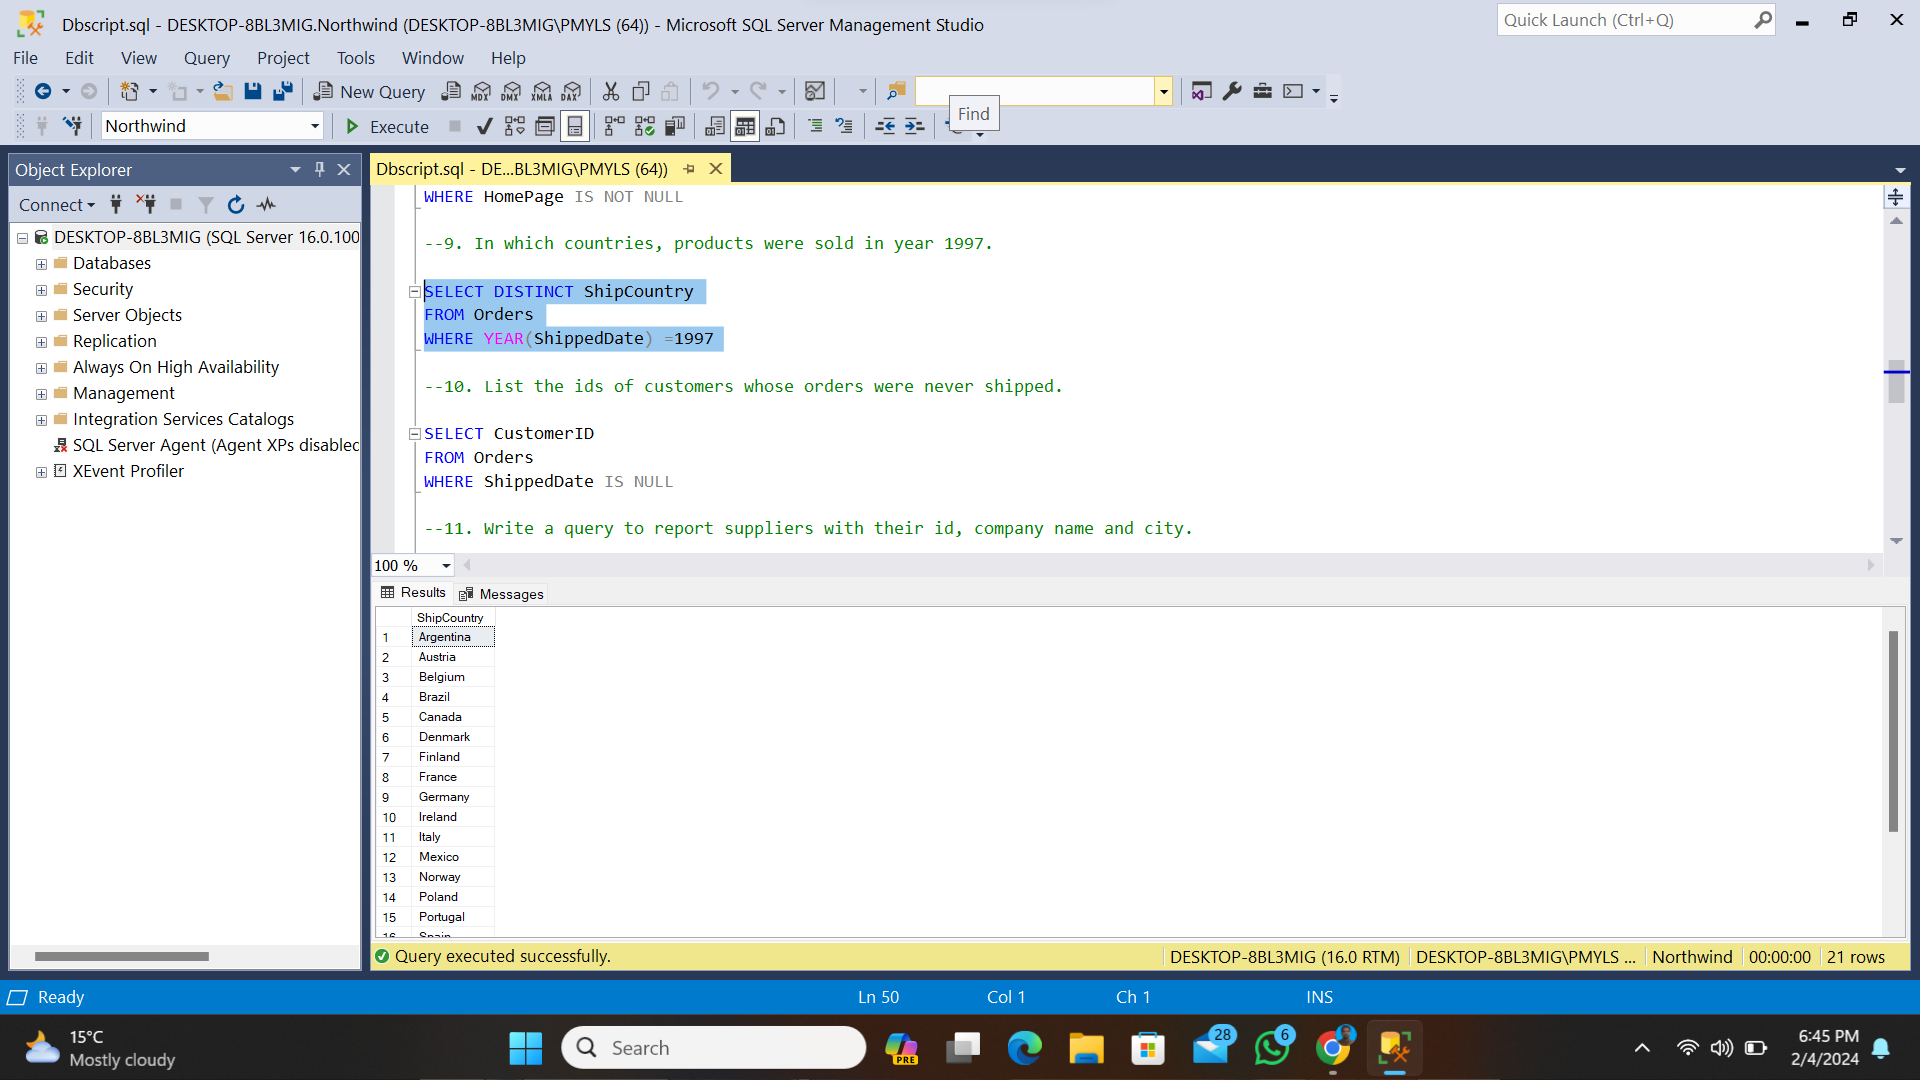 Dbscript.sql - DESKTOP-8BL3MIG.Northwind (DESKTOP-8BL3MIG\PMYLS (64)) - Microsoft SQL Server Management Studio
Quick Launch (Ctrl+Q)
File Edit View Query Project Tools Window Help
New Query MDX DMX XMLA DAX
Find
Northwind Execute
Object Explorer
Dbscript.sql - DE...BL3MIG\PMYLS (64))
Connect
DESKTOP-8BL3MIG (SQL Server 16.0.100
Databases
Security
Server Objects
Replication
Always On High Availability
Management
Integration Services Catalogs
SQL Server Agent (Agent XPs disabled
XEvent Profiler
WHERE HomePage IS NOT NULL
--9. In which countries, products were sold in year 1997.
SELECT DISTINCT ShipCountry
FROM Orders
WHERE YEAR(ShippedDate) =1997
--10. List the ids of customers whose orders were never shipped.
SELECT CustomerID
FROM Orders
WHERE ShippedDate IS NULL
--11. Write a query to report suppliers with their id, company name and city.
100 %
Results Messages
ShipCountry
1 Argentina
2 Austria
3 Belgium
4 Brazil
5 Canada
6 Denmark
7 Finland
8 France
9 Germany
10 Ireland
11 Italy
12 Mexico
13 Norway
14 Poland
15 Portugal
16 Spain
Query executed successfully. DESKTOP-8BL3MIG (16.0 RTM) DESKTOP-8BL3MIG\PMYLS ... Northwind 00:00:00 21 rows
Ready Ln 50 Col 1 Ch 1 INS
15°C
Mostly cloudy
Search
PRE
28
6
6:45 PM
2/4/2024